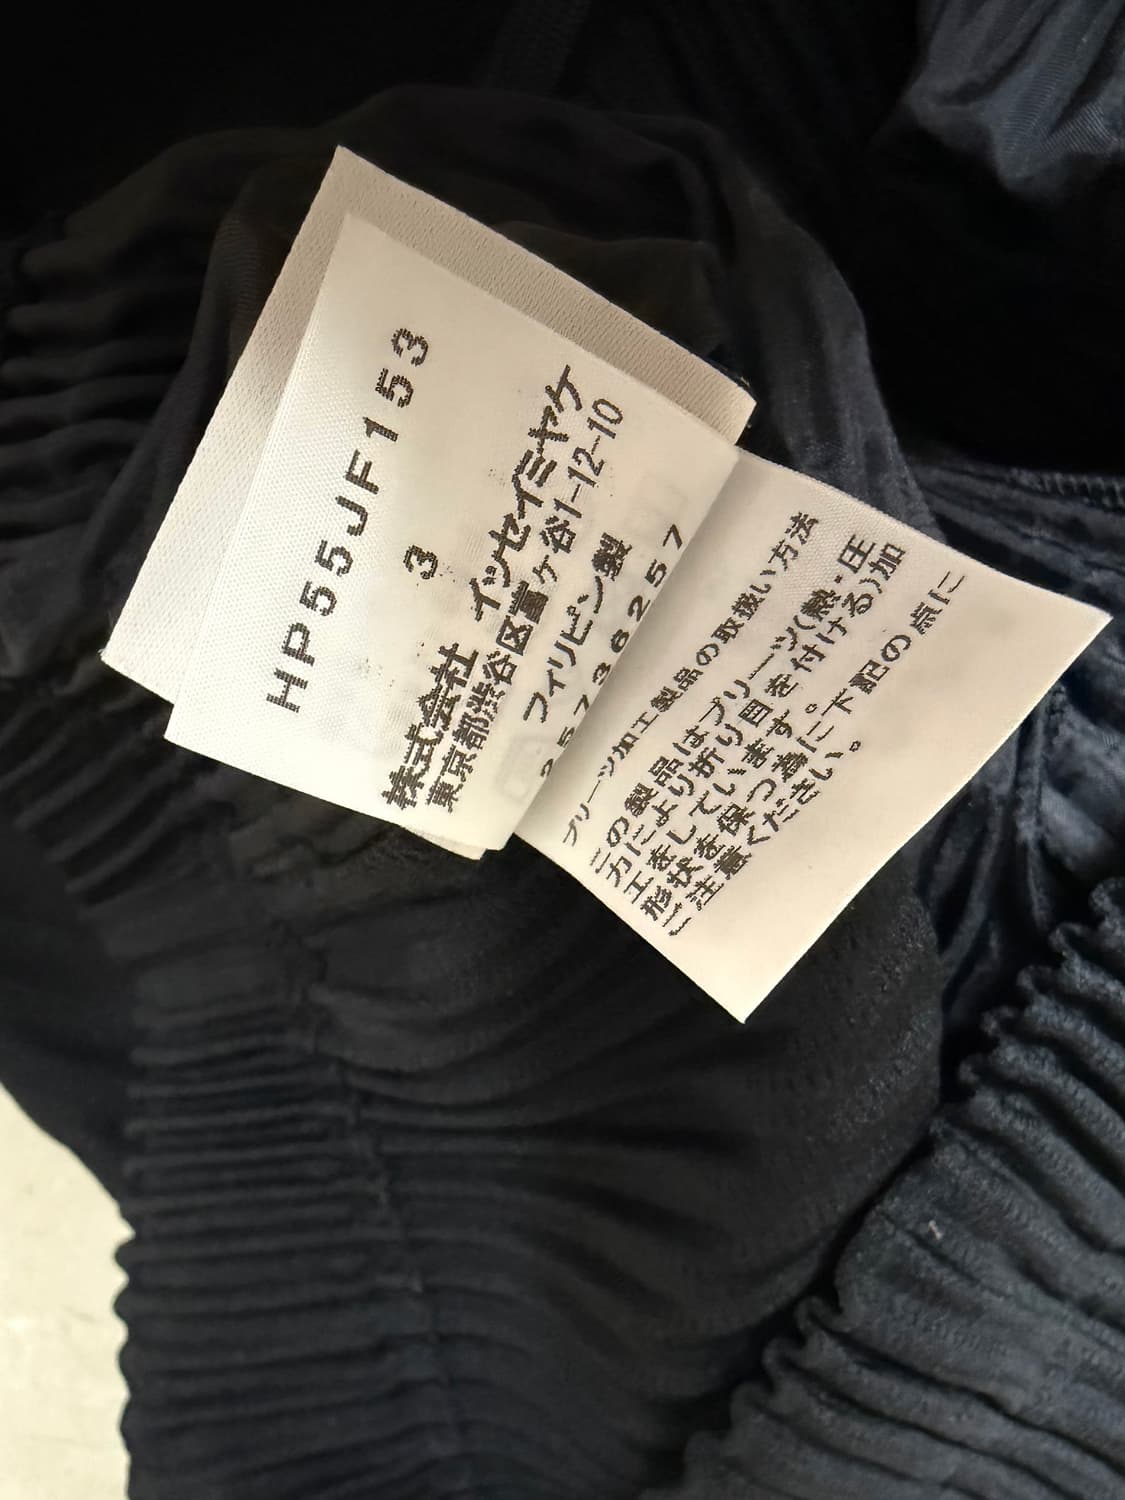 HP55JF153
3
株式会社 イッセイミヤケ
東京都渋谷区富ケ谷1-12-10
フィリピン製
2557386257
プリーツ加工製品の取扱い方法
この製品はプリーツ(熱・圧
力により折り目を付ける)加
工をしています。
形状を保つ為に下記の点に
ご注意ください。